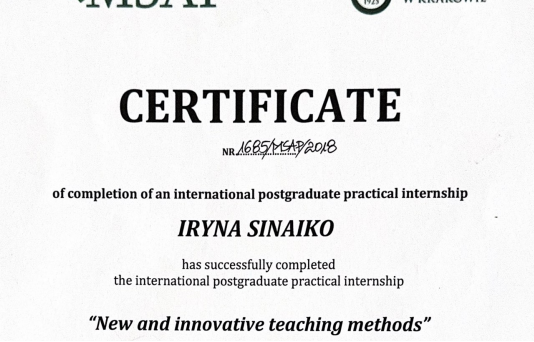 MSAP
1925
W KRAKOWIE
CERTIFICATE
NR 1685/MSAP/2018
of completion of an international postgraduate practical internship
IRYNA SINAIKO
has successfully completed
the international postgraduate practical internship
“New and innovative teaching methods”